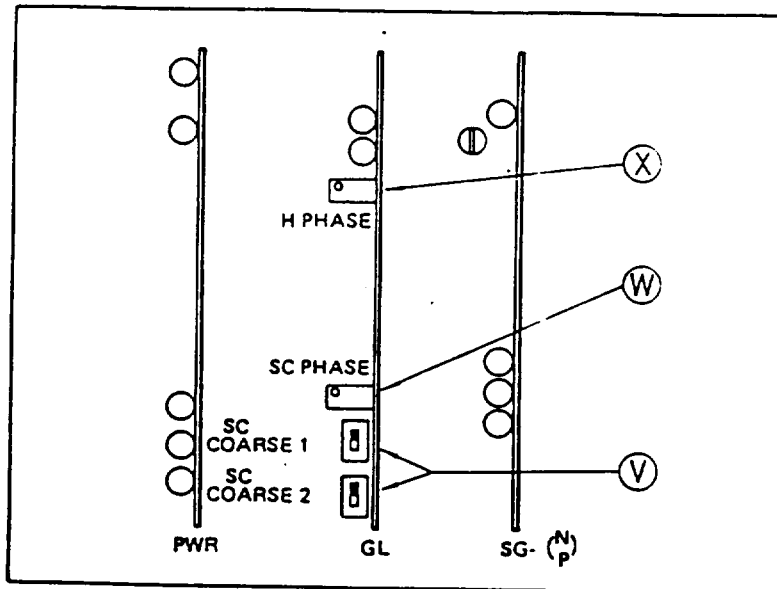 X
H PHASE
W
SC PHASE
SC
COARSE 1
SC
COARSE 2
V
PWR
GL
SG- (N P)